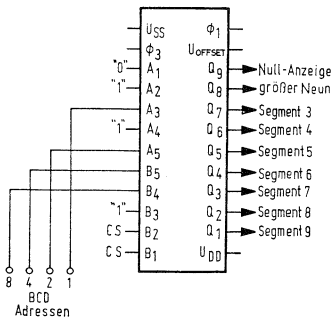 U_SS Φ1
Φ3 U_OFFSET
"0" A1 Q9 Null-Anzeige
"1" A2 Q8 größer Neun
A3 Q7 Segment 3
"1" A4 Q6 Segment 4
A5 Q5 Segment 5
B5 Q4 Segment 6
B4 Q3 Segment 7
"1" B3 Q2 Segment 8
CS B2 Q1 Segment 9
CS B1 U_DD
8 4 2 1
BCD
Adressen